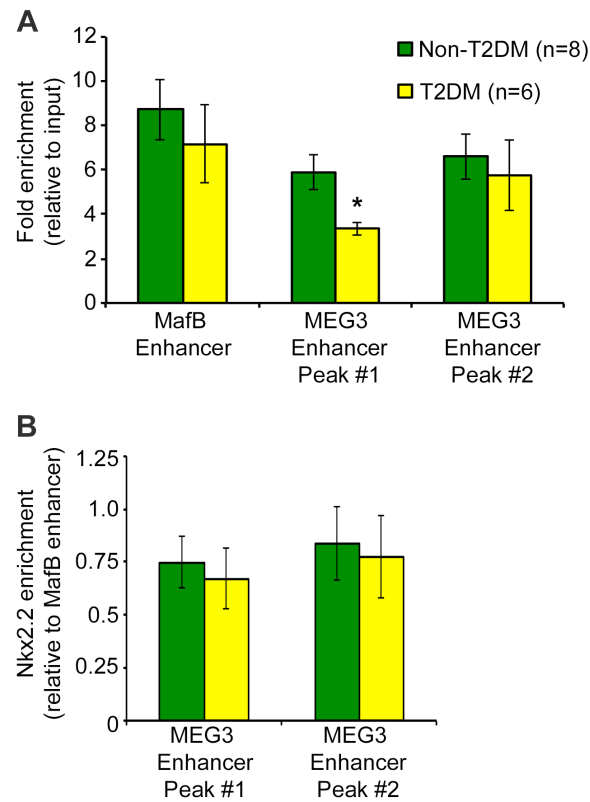 A
Fold enrichment
(relative to input)
12
10
8
6
4
2
0
Non-T2DM (n=8)
T2DM (n=6)
*
MafB
Enhancer
MEG3
Enhancer
Peak #1
MEG3
Enhancer
Peak #2
B
Nkx2.2 enrichment
(relative to MafB enhancer)
1.25
1.0
0.75
0.5
0.25
0
MEG3
Enhancer
Peak #1
MEG3
Enhancer
Peak #2